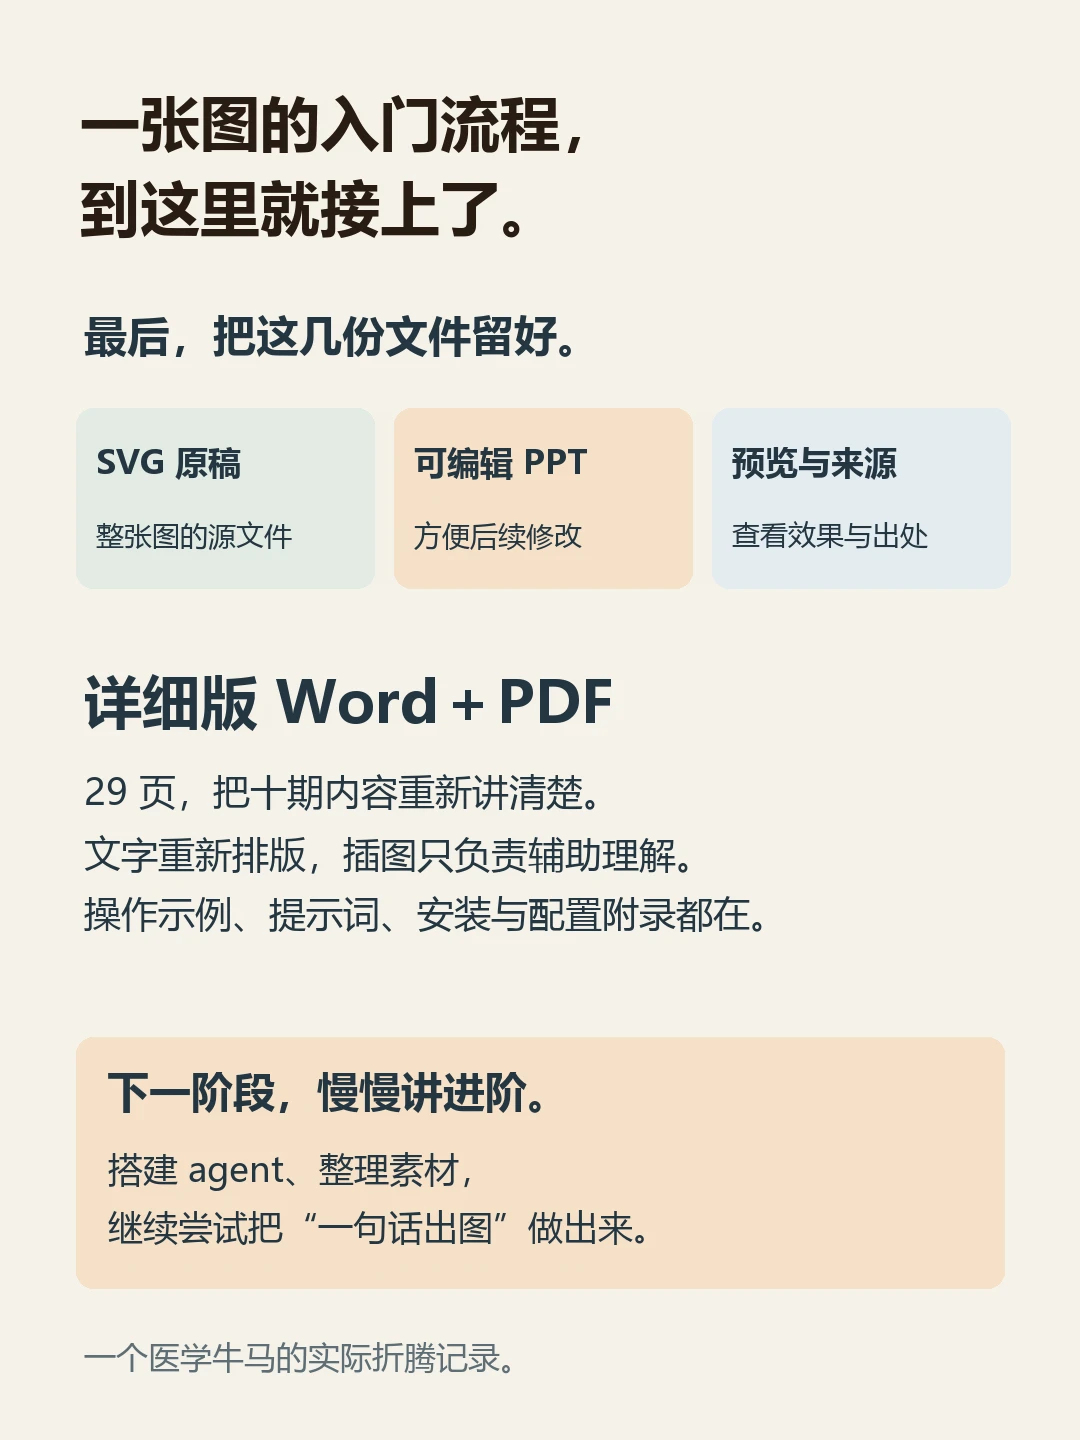 一张图的入门流程，
到这里就接上了。
最后，把这几份文件留好。
SVG 原稿
整张图的源文件
可编辑 PPT
方便后续修改
预览与来源
查看效果与出处
详细版 Word＋PDF
29 页，把十期内容重新讲清楚。
文字重新排版，插图只负责辅助理解。
操作示例、提示词、安装与配置附录都在。
下一阶段，慢慢讲进阶。
搭建 agent、整理素材，
继续尝试把“一句话出图”做出来。
一个医学牛马的实际折腾记录。